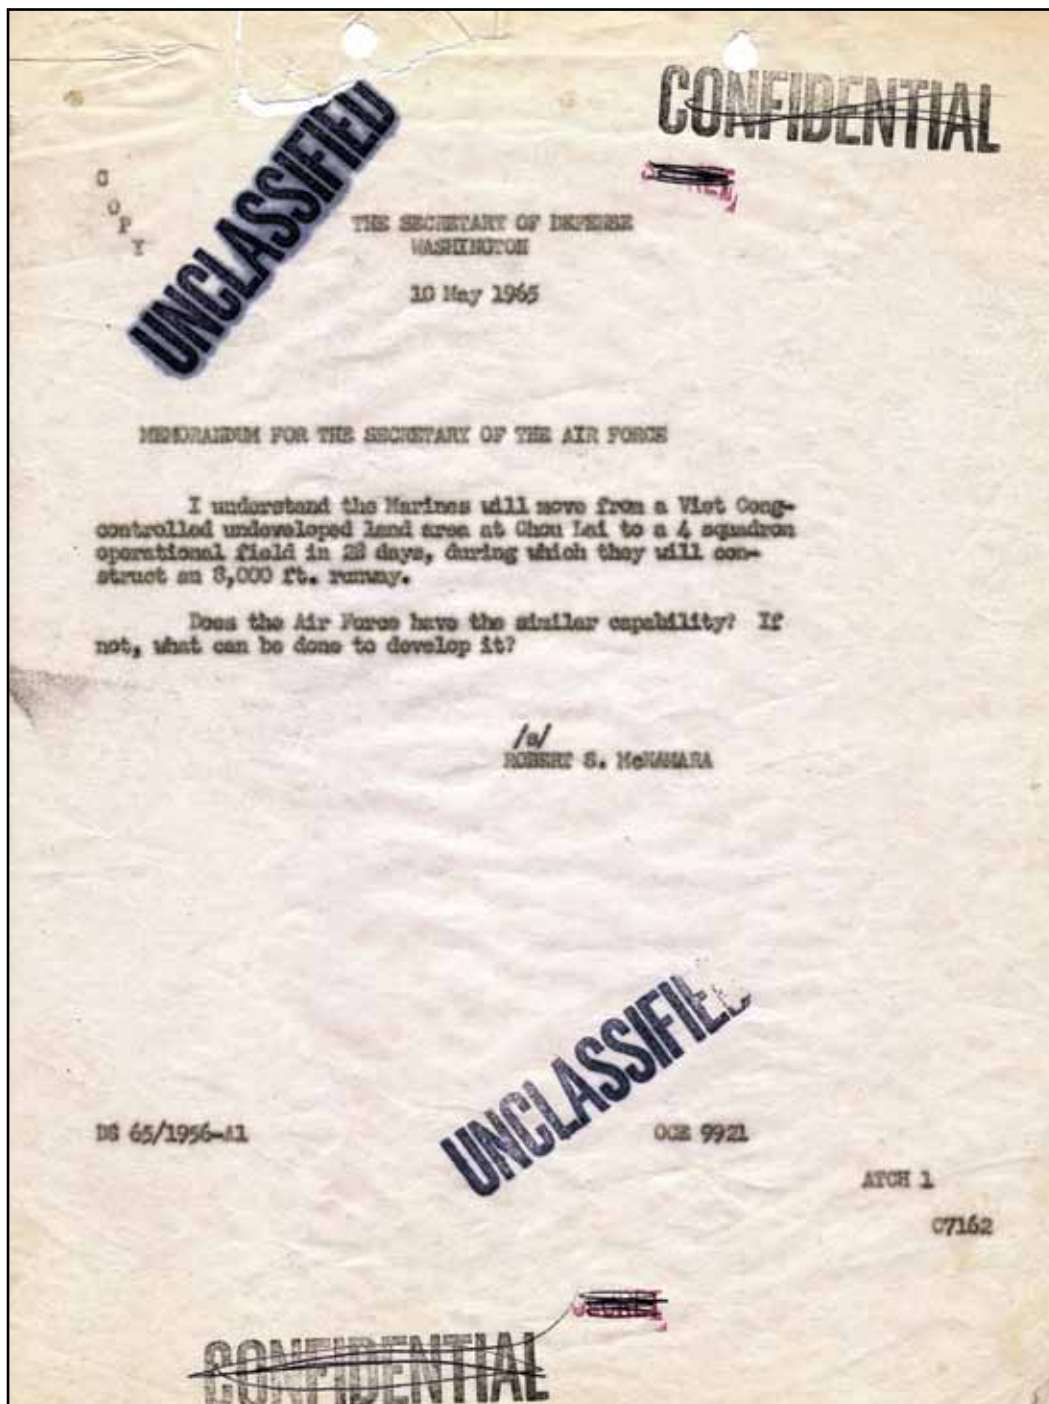 CONFIDENTIAL
UNCLASSIFIED
COPY
THE SECRETARY OF DEFENSE
WASHINGTON
10 May 1965
MEMORANDUM FOR THE SECRETARY OF THE AIR FORCE
I understand the Marines will move from a Viet Cong-
controlled undeveloped land area at Chou Lai to a 4 squadron
operational field in 28 days, during which they will con-
struct an 8,000 ft. runway.
Does the Air Force have the similar capability? If
not, what can be done to develop it?
/s/
ROBERT S. McNAMARA
UNCLASSIFIED
DS 65/1956-A1
OCE 9921
ATCH 1
C7162
SECRET
CONFIDENTIAL